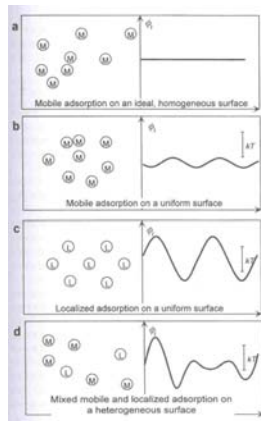 a
M M M M M M M M
ϕi
Mobile adsorption on an ideal, homogeneous surface
b
M M M M M M M M
ϕi
kT
Mobile adsorption on a uniform surface
c
L L L L L L L
ϕi
kT
Localized adsorption on a uniform surface
d
M M M L L M M
ϕi
kT
Mixed mobile and localized adsorption on
a heterogeneous surface